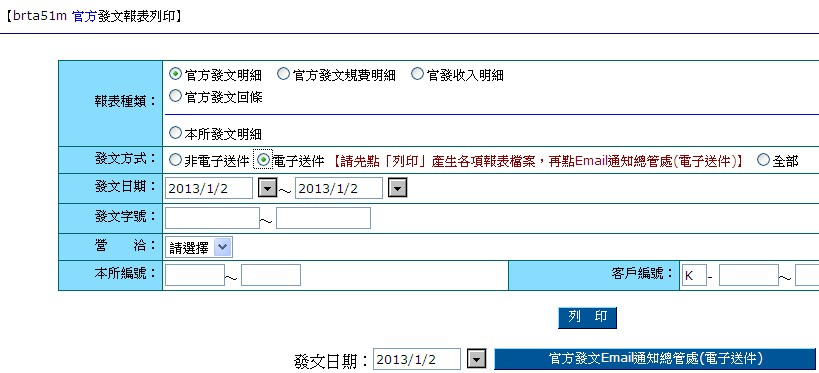 【brta51m 官方發文報表列印】
報表種類： 官方發文明細 官方發文規費明細 官發收入明細
官方發文回條
本所發文明細
發文方式： 非電子送件 電子送件 【請先點「列印」產生各項報表檔案，再點Email通知總管處(電子送件)】 全部
發文日期： 2013/1/2 ～ 2013/1/2
發文字號： ～
營 洽： 請選擇
本所編號： ～ 客戶編號： K - ～
列 印
發文日期： 2013/1/2 官方發文Email通知總管處(電子送件)